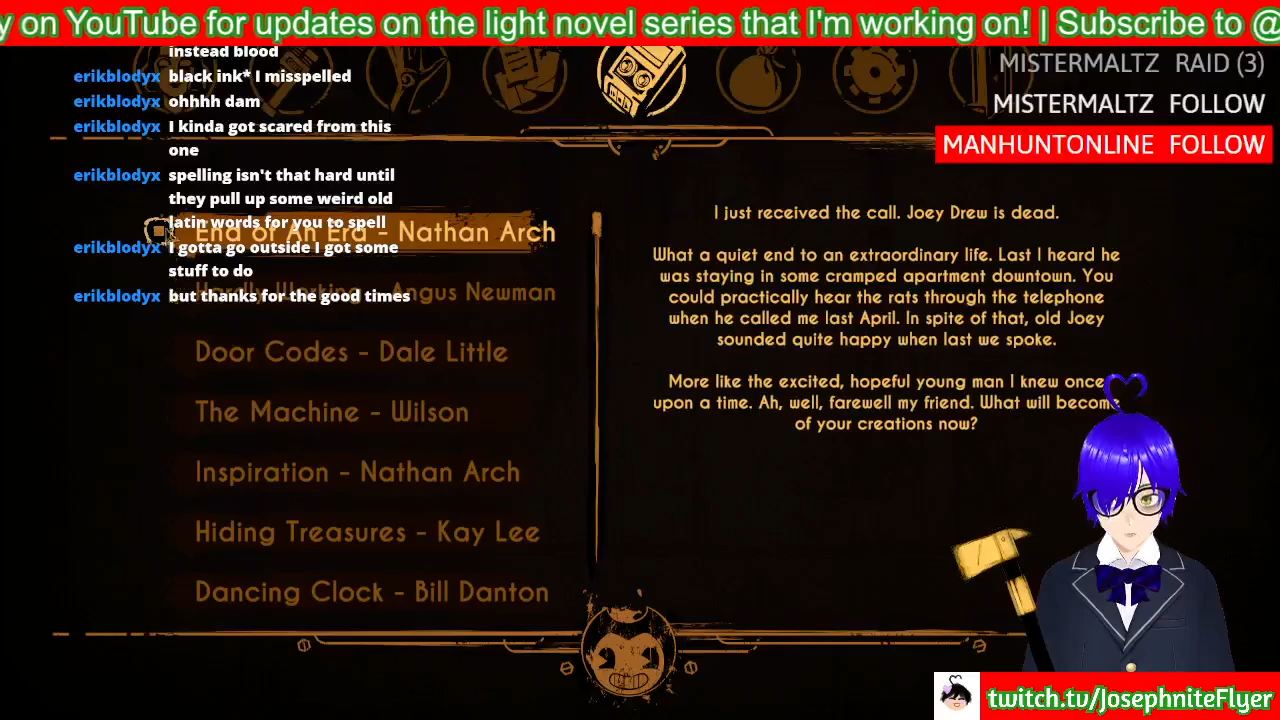 y on YouTube for updates on the light novel series that I'm working on! | Subscribe to @
instead blood
erikblodyx black ink* I misspelled
erikblodyx ohhhh dam
erikblodyx I kinda got scared from this
one
erikblodyx spelling isn't that hard until
they pull up some weird old
latin words for you to spell
erikblodyx I gotta go outside I got some
stuff to do
erikblodyx but thanks for the good times
MISTERMALTZ RAID (3)
MISTERMALTZ FOLLOW
MANHUNTONLINE FOLLOW
End of An Era - Nathan Arch
Hardly Working - Angus Newman
Door Codes - Dale Little
The Machine - Wilson
Inspiration - Nathan Arch
Hiding Treasures - Kay Lee
Dancing Clock - Bill Danton
I just received the call. Joey Drew is dead.
What a quiet end to an extraordinary life. Last I heard he
was staying in some cramped apartment downtown. You
could practically hear the rats through the telephone
when he called me last April. In spite of that, old Joey
sounded quite happy when last we spoke.
More like the excited, hopeful young man I knew once
upon a time. Ah, well, farewell my friend. What will become
of your creations now?
twitch.tv/JosephniteFlyer